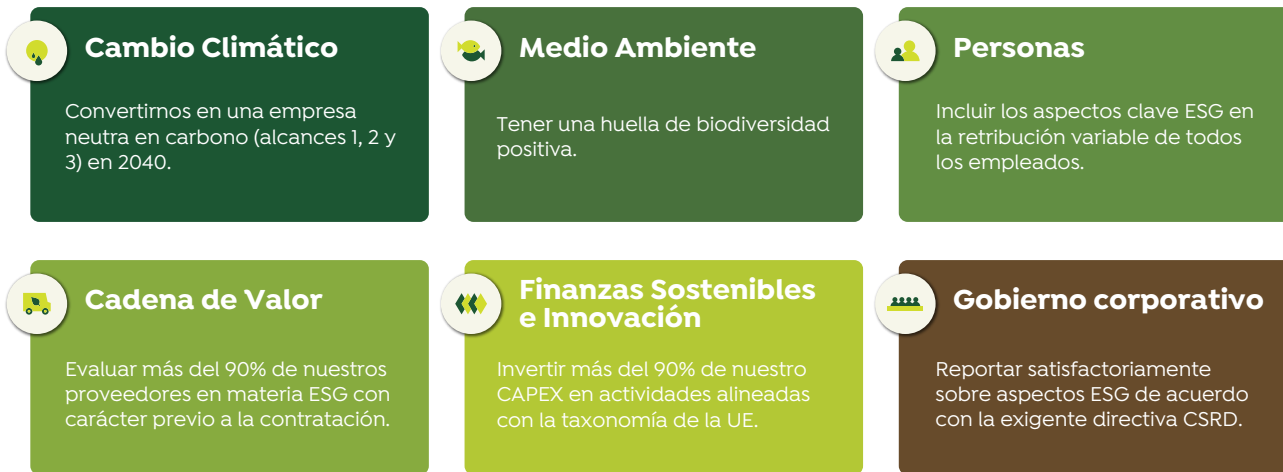 Cambio Climático
Convertirnos en una empresa
neutra en carbono (alcances 1, 2 y
3) en 2040.
Medio Ambiente
Tener una huella de biodiversidad
positiva.
Personas
Incluir los aspectos clave ESG en
la retribución variable de todos
los empleados.
Cadena de Valor
Evaluar más del 90% de nuestros
proveedores en materia ESG con
carácter previo a la contratación.
Finanzas Sostenibles
e Innovación
Invertir más del 90% de nuestro
CAPEX en actividades alineadas
con la taxonomía de la UE.
Gobierno corporativo
Reportar satisfactoriamente
sobre aspectos ESG de acuerdo
con la exigente directiva CSRD.